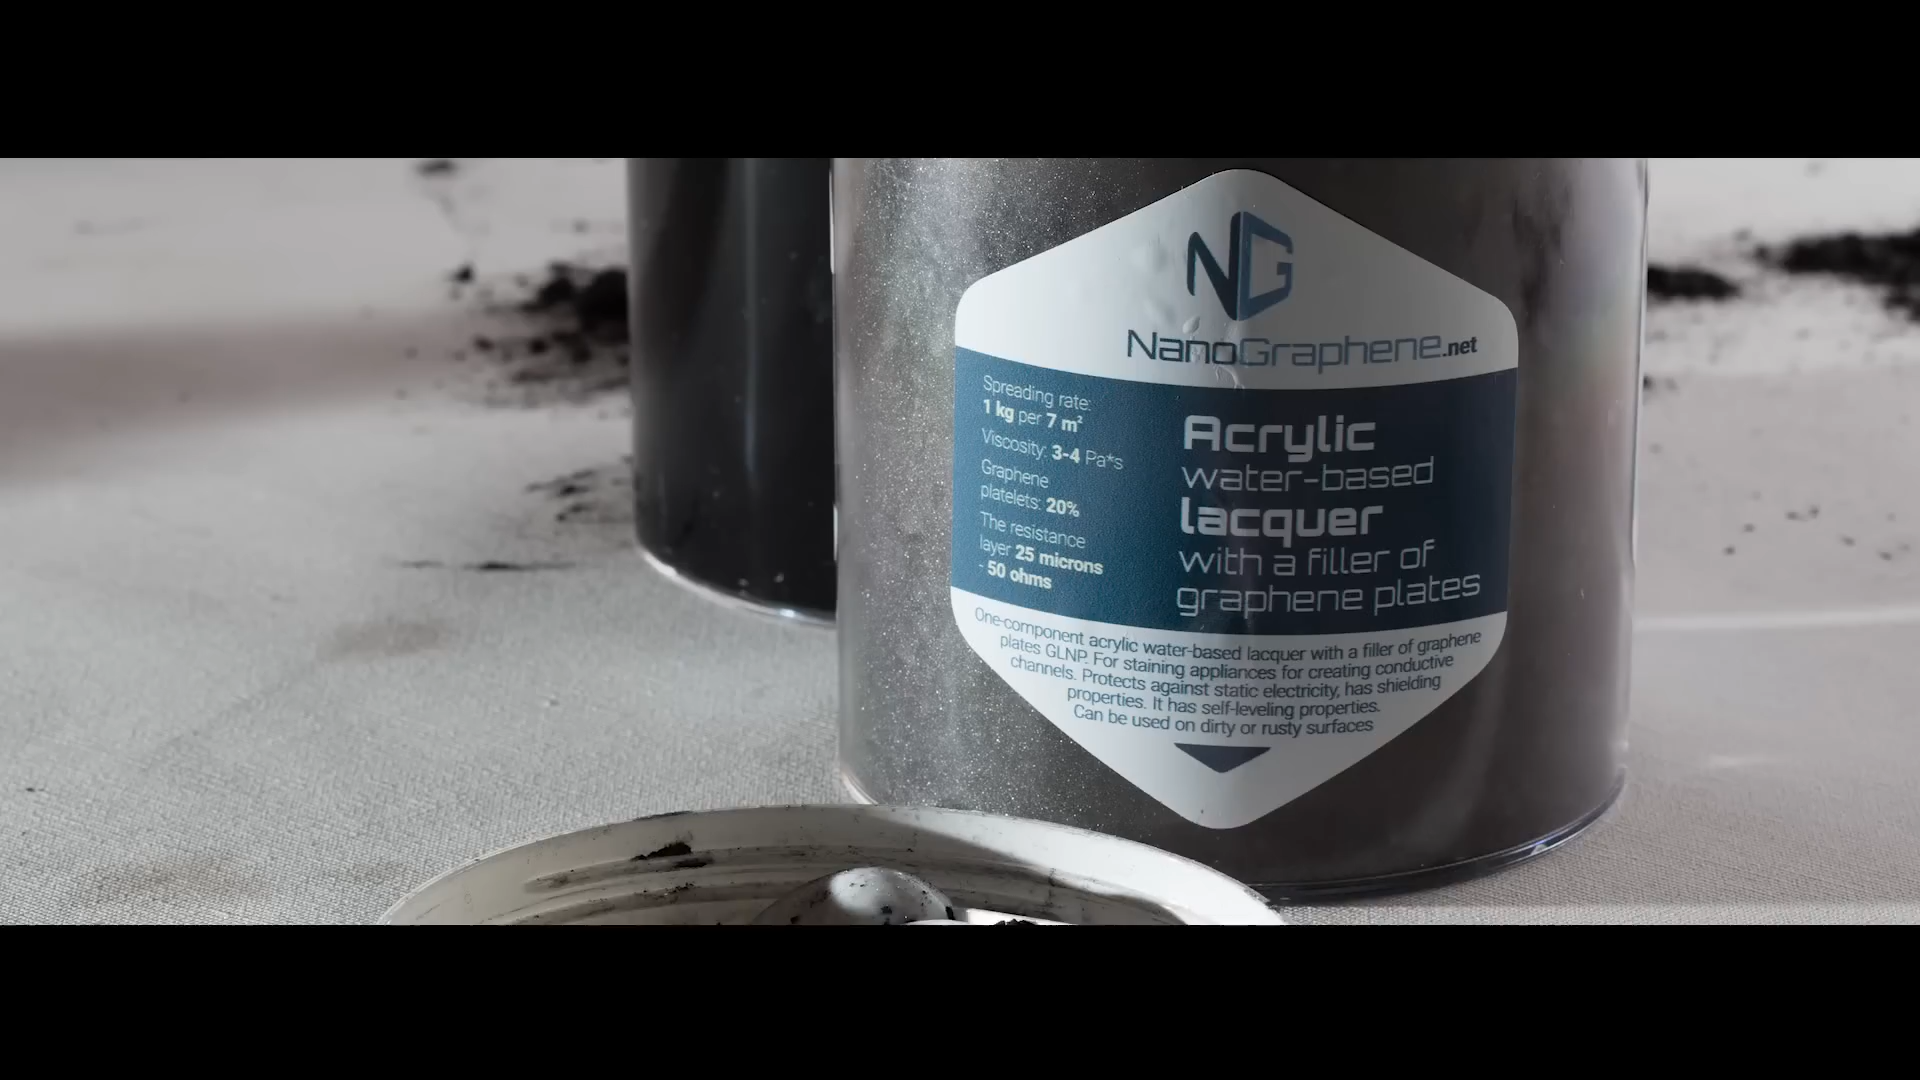 NG
NanoGraphene.net
Spreading rate:
1 kg per 7 m²
Viscosity: 3-4 Pa*s
Graphene
platelets: 20%
The resistance
layer 25 microns
- 50 ohms
Acrylic
water-based
lacquer
with a filler of
graphene plates
One-component acrylic water-based lacquer with a filler of graphene
plates GLNP. For staining appliances for creating conductive
channels. Protects against static electricity, has shielding
properties. It has self-leveling properties.
Can be used on dirty or rusty surfaces